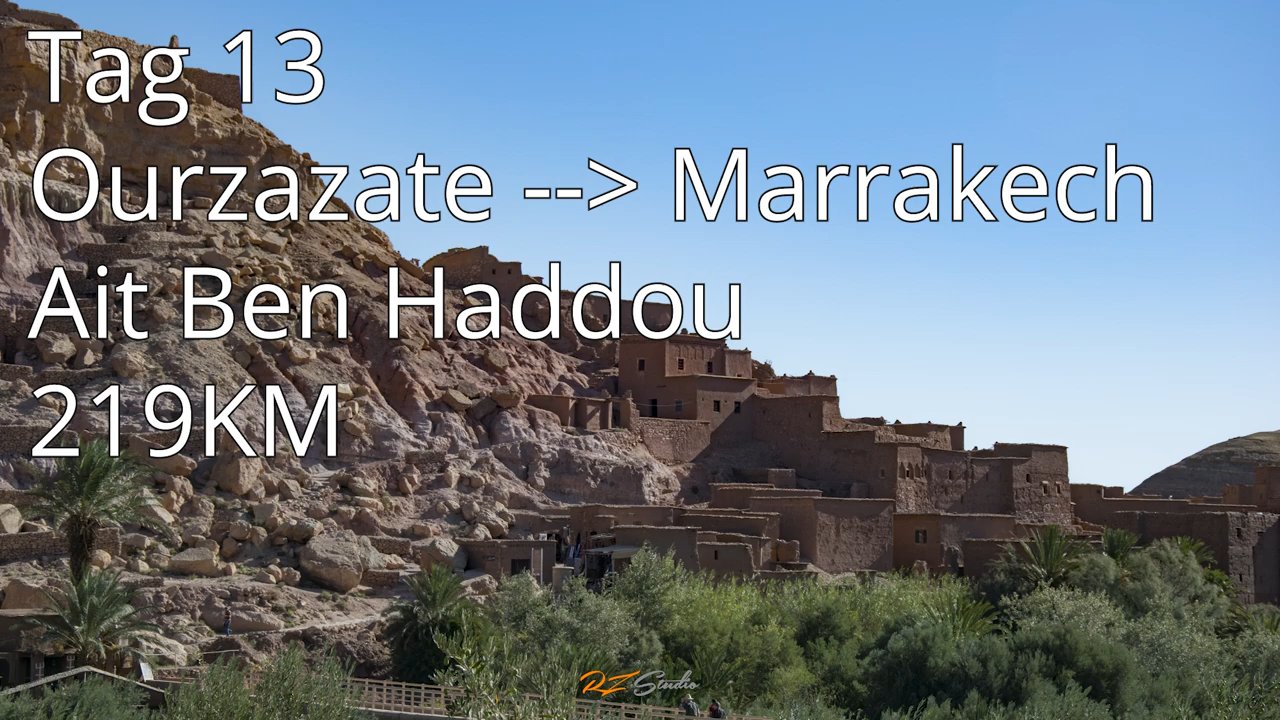 Tag 13
Ourzazate --> Marrakech
Ait Ben Haddou
219KM
RZ Studio